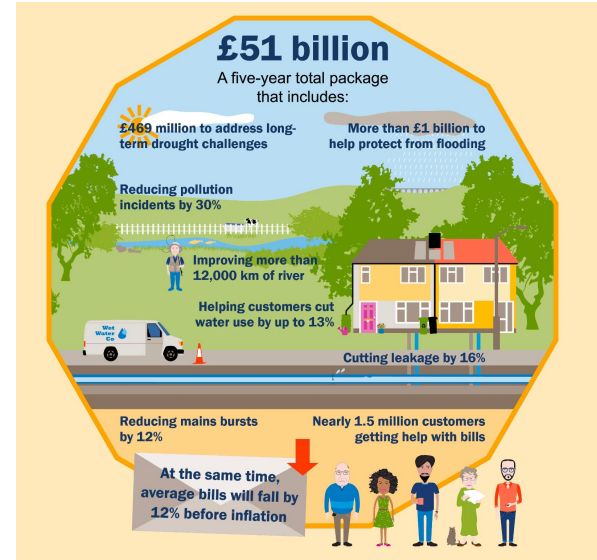 £51 billion
A five-year total package
that includes:
£469 million to address long-
term drought challenges
More than £1 billion to
help protect from flooding
Reducing pollution
incidents by 30%
Improving more than
12,000 km of river
Helping customers cut
water use by up to 13%
Wet
Water
Co
Cutting leakage by 16%
Reducing mains bursts
by 12%
Nearly 1.5 million customers
getting help with bills
At the same time,
average bills will fall by
12% before inflation